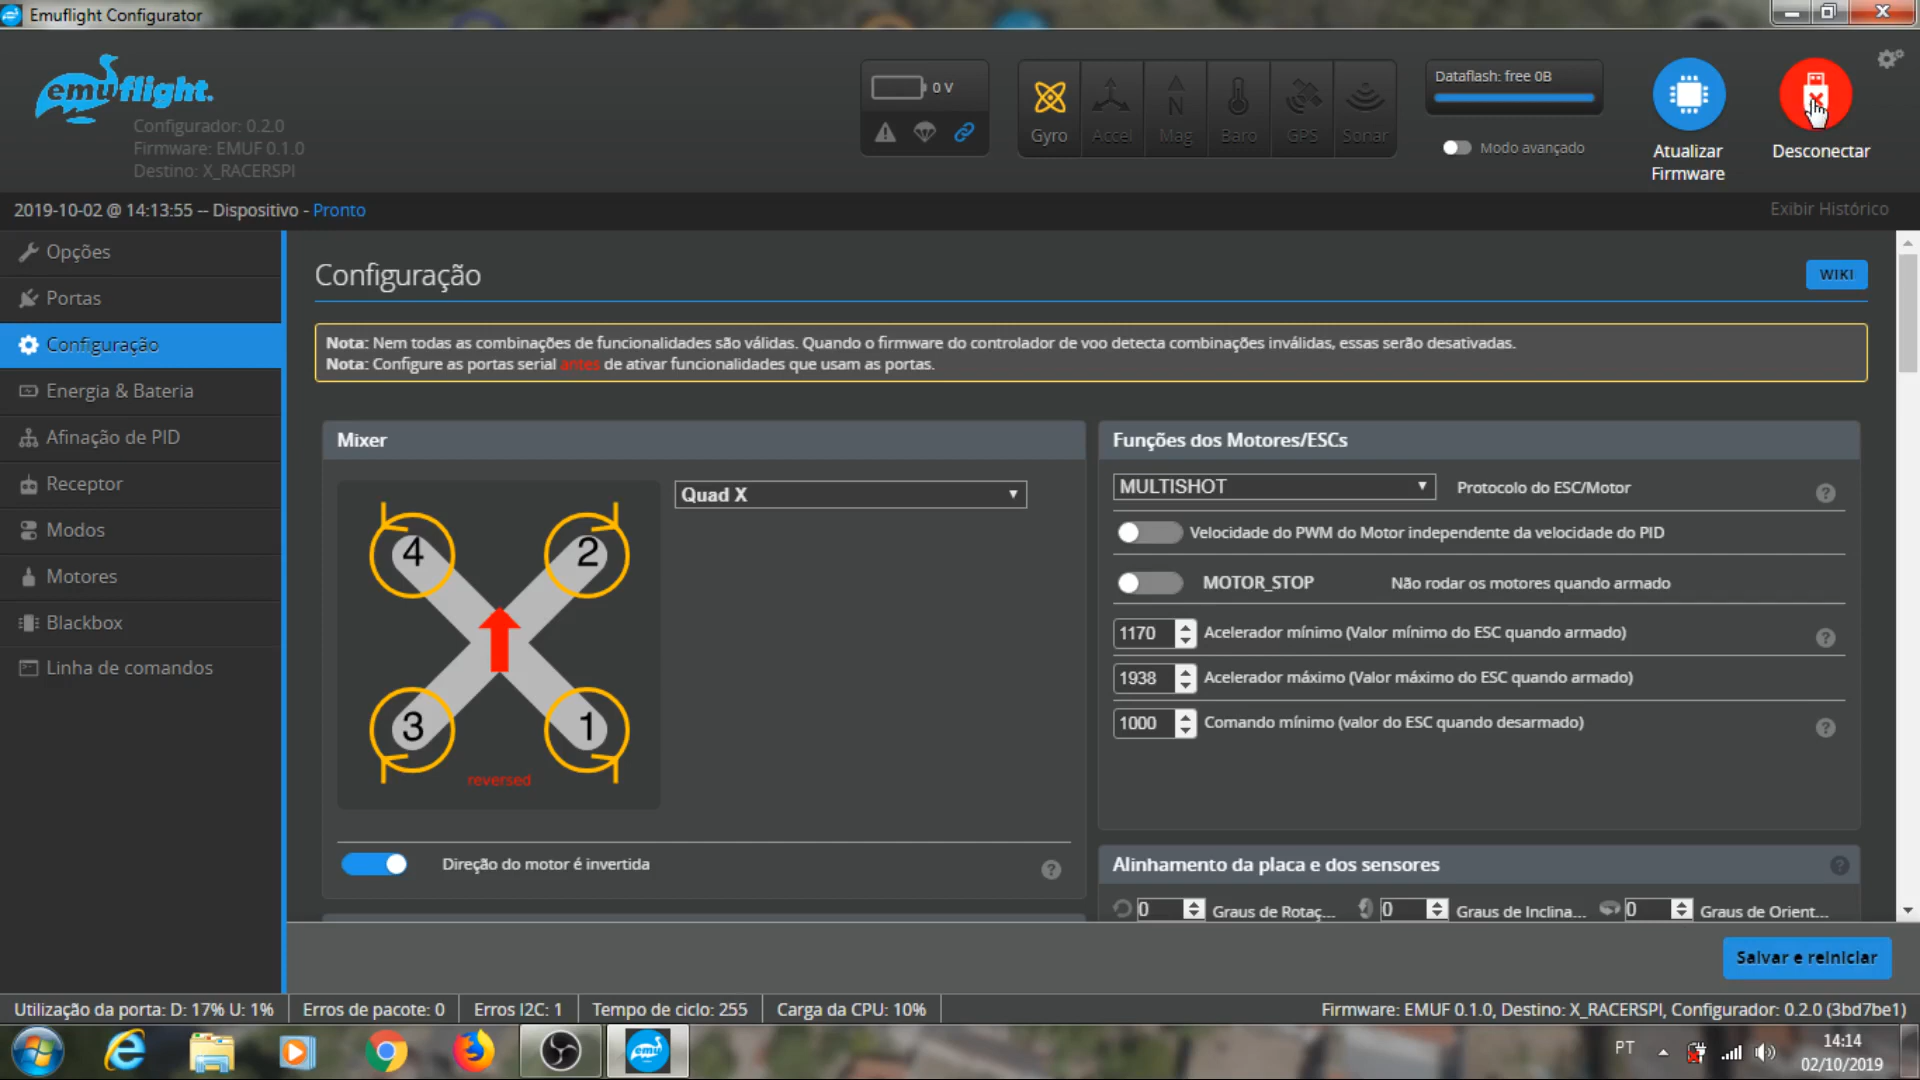 Emuflight Configurator
emuflight.
Configurador: 0.2.0
Firmware: EMUF 0.1.0
Destino: X_RACERSPI
0 V
Gyro
Accel
Mag
Baro
GPS
Sonar
Dataflash: free 0B
Modo avançado
Atualizar
Firmware
Desconectar
2019-10-02 @ 14:13:55 -- Dispositivo - Pronto
Exibir Histórico
Opções
Portas
Configuração
Energia & Bateria
Afinação de PID
Receptor
Modos
Motores
Blackbox
Linha de comandos
Configuração
WIKI
Nota: Nem todas as combinações de funcionalidades são válidas. Quando o firmware do controlador de voo detecta combinações inválidas, essas serão desativadas.
Nota: Configure as portas serial antes de ativar funcionalidades que usam as portas.
Mixer
Quad X
4
2
3
1
reversed
Direção do motor é invertida
Funções dos Motores/ESCs
MULTISHOT
Protocolo do ESC/Motor
Velocidade do PWM do Motor independente da velocidade do PID
MOTOR_STOP
Não rodar os motores quando armado
1170 Acelerador mínimo (Valor mínimo do ESC quando armado)
1938 Acelerador máximo (Valor máximo do ESC quando armado)
1000 Comando mínimo (valor do ESC quando desarmado)
Alinhamento da placa e dos sensores
0 Graus de Rotaç...
0 Graus de Inclina...
0 Graus de Orient...
Salvar e reiniciar
Utilização da porta: D: 17% U: 1%
Erros de pacote: 0
Erros I2C: 1
Tempo de ciclo: 255
Carga da CPU: 10%
Firmware: EMUF 0.1.0, Destino: X_RACERSPI, Configurador: 0.2.0 (3bd7be1)
emu
PT
14:14
02/10/2019